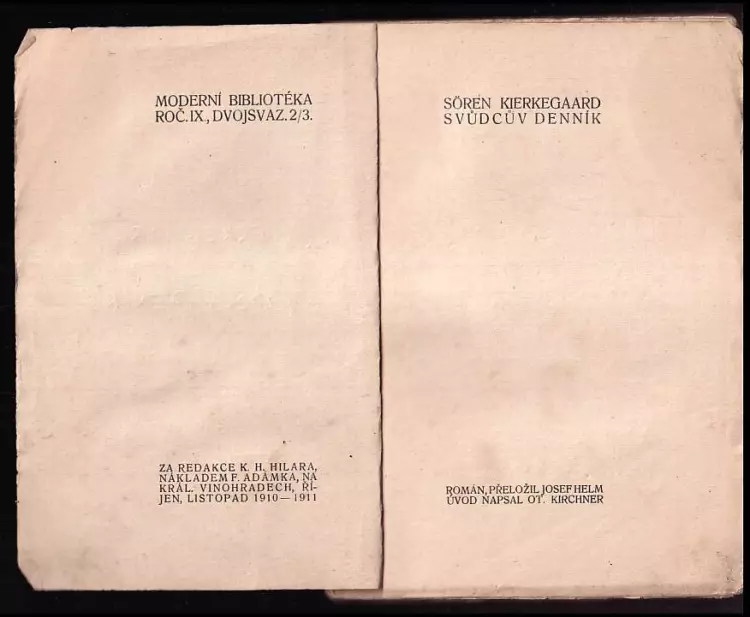 MODERNÍ BIBLIOTÉKA
ROČ. IX., DVOJSVAZ. 2/3.
ZA REDAKCE K. H. HILARA,
NÁKLADEM F. ADÁMKA, NA
KRÁL. VINOHRADECH, ŘÍ-
JEN, LISTOPAD 1910—1911
SÖREN KIERKEGAARD
SVŮDCŮV DENNÍK
ROMÁN, PŘELOŽIL JOSEF HELM
ÚVOD NAPSAL OT. KIRCHNER